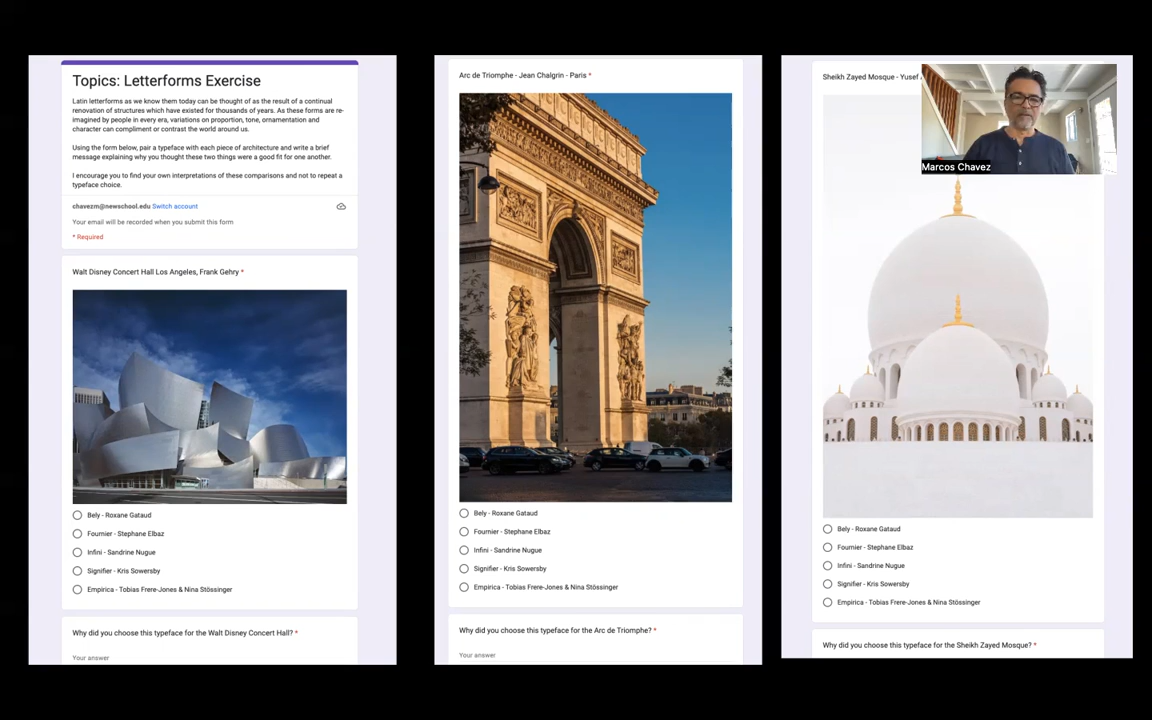 Topics: Letterforms Exercise
Latin letterforms as we know them today can be thought of as the result of a continual
renovation of structures which have existed for thousands of years. As these forms are re-
imagined by people in every era, variations on proportion, tone, ornamentation and
character can compliment or contrast the world around us.
Using the form below, pair a typeface with each piece of architecture and write a brief
message explaining why you thought these two things were a good fit for one another.
I encourage you to find your own interpretations of these comparisons and not to repeat a
typeface choice.
chavezm@newschool.edu Switch account
Your email will be recorded when you submit this form
* Required
Walt Disney Concert Hall Los Angeles, Frank Gehry *
Bely - Roxane Gataud
Fournier - Stephane Elbaz
Infini - Sandrine Nugue
Signifier - Kris Sowersby
Empirica - Tobias Frere-Jones & Nina Stössinger
Why did you choose this typeface for the Walt Disney Concert Hall? *
Your answer
Arc de Triomphe - Jean Chalgrin - Paris *
Bely - Roxane Gataud
Fournier - Stephane Elbaz
Infini - Sandrine Nugue
Signifier - Kris Sowersby
Empirica - Tobias Frere-Jones & Nina Stössinger
Why did you choose this typeface for the Arc de Triomphe? *
Your answer
Sheikh Zayed Mosque - Yusef
Marcos Chavez
Bely - Roxane Gataud
Fournier - Stephane Elbaz
Infini - Sandrine Nugue
Signifier - Kris Sowersby
Empirica - Tobias Frere-Jones & Nina Stössinger
Why did you choose this typeface for the Sheikh Zayed Mosque? *